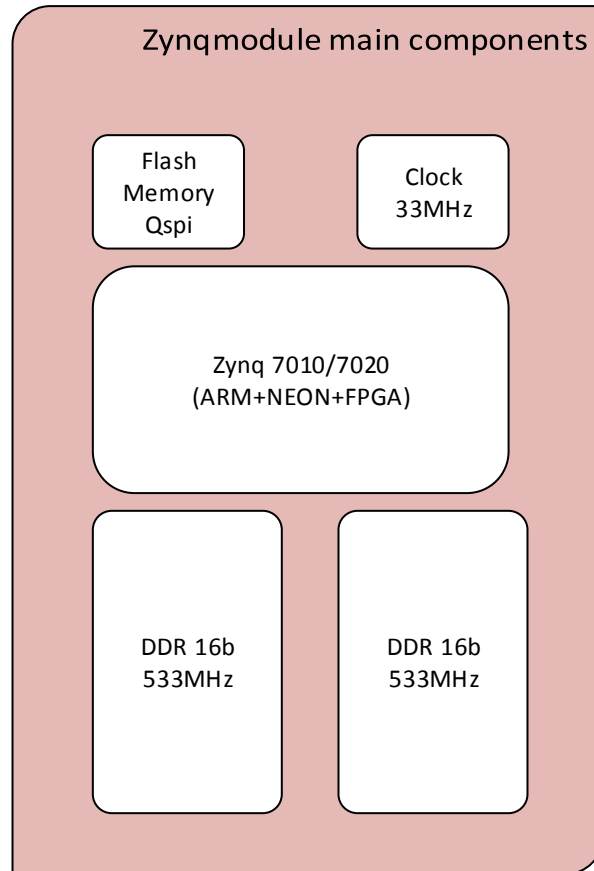 Zynqmodule main components
Flash
Memory
Qspi
Clock
33MHz
Zynq 7010/7020
(ARM+NEON+FPGA)
DDR 16b
533MHz
DDR 16b
533MHz